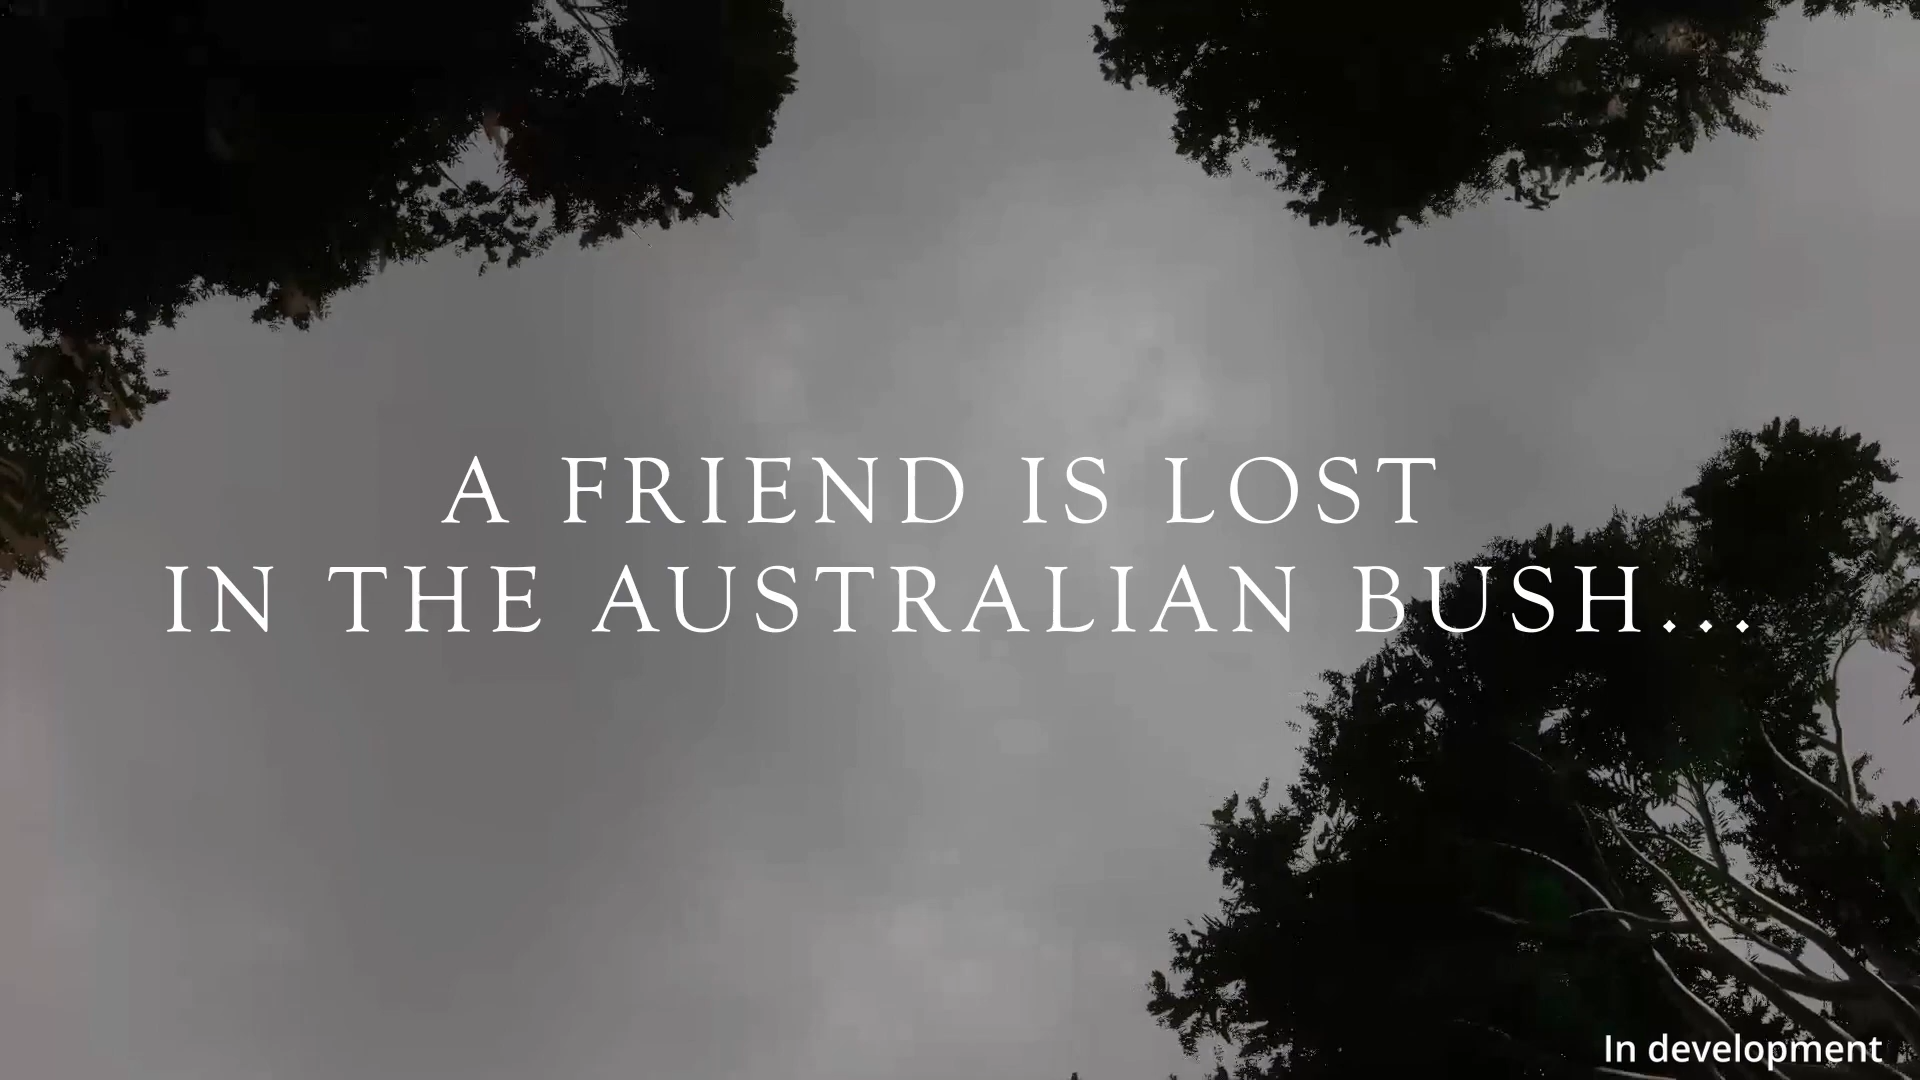 A FRIEND IS LOST
IN THE AUSTRALIAN BUSH...
In development